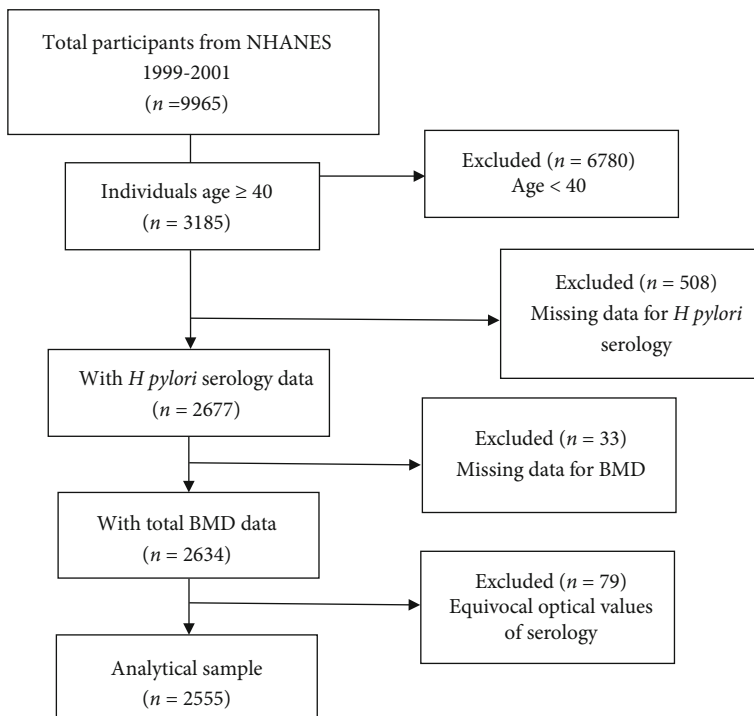 Total participants from NHANES
1999-2001
(n =9965)
Excluded (n = 6780)
Age < 40
Individuals age ≥ 40
(n = 3185)
Excluded (n = 508)
Missing data for H pylori
serology
With H pylori serology data
(n = 2677)
Excluded (n = 33)
Missing data for BMD
With total BMD data
(n = 2634)
Excluded (n = 79)
Equivocal optical values
of serology
Analytical sample
(n = 2555)